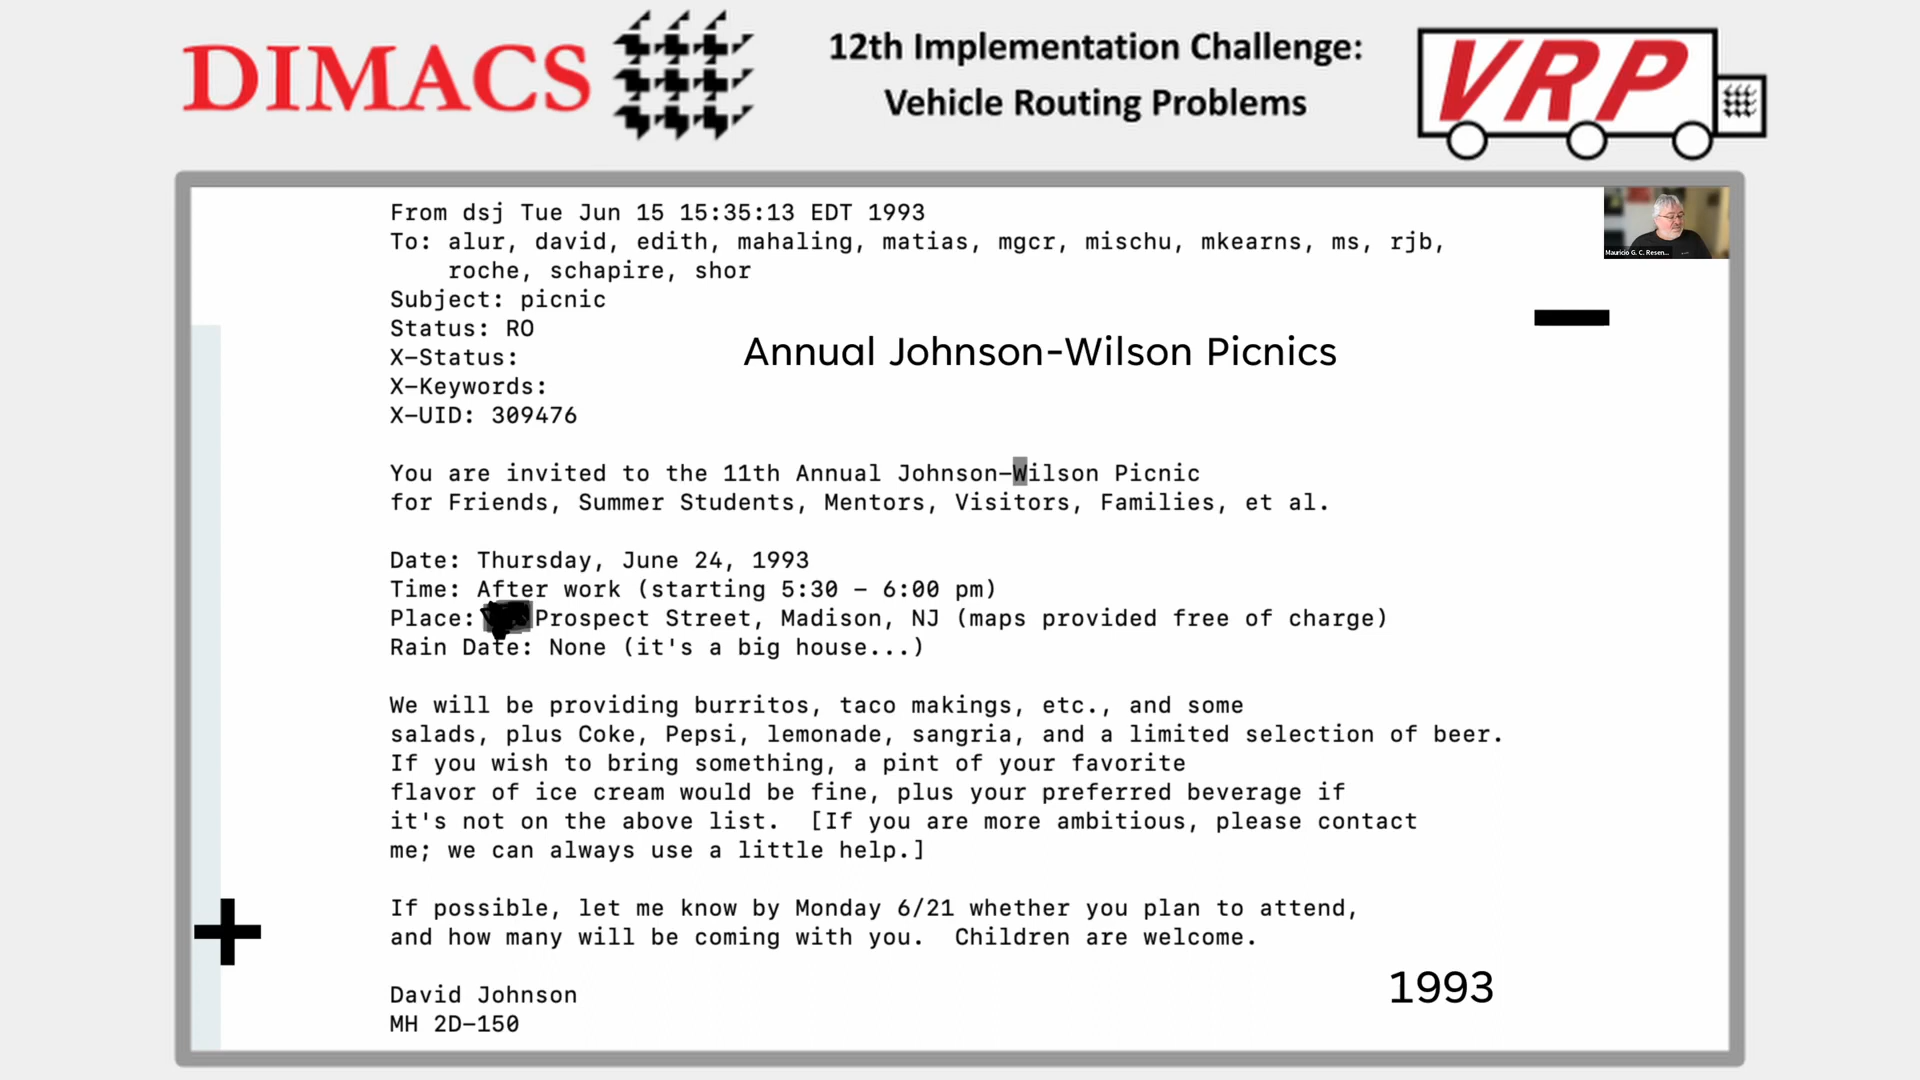 DIMACS
12th Implementation Challenge:
Vehicle Routing Problems
VRP
From dsj Tue Jun 15 15:35:13 EDT 1993
To: alur, david, edith, mahaling, matias, mgcr, mischu, mkearns, ms, rjb,
roche, schapire, shor
Subject: picnic
Status: RO
X-Status:
X-Keywords:
X-UID: 309476
Annual Johnson-Wilson Picnics
You are invited to the 11th Annual Johnson-Wilson Picnic
for Friends, Summer Students, Mentors, Visitors, Families, et al.
Date: Thursday, June 24, 1993
Time: After work (starting 5:30 - 6:00 pm)
Place: Prospect Street, Madison, NJ (maps provided free of charge)
Rain Date: None (it's a big house...)
We will be providing burritos, taco makings, etc., and some
salads, plus Coke, Pepsi, lemonade, sangria, and a limited selection of beer.
If you wish to bring something, a pint of your favorite
flavor of ice cream would be fine, plus your preferred beverage if
it's not on the above list. [If you are more ambitious, please contact
me; we can always use a little help.]
If possible, let me know by Monday 6/21 whether you plan to attend,
and how many will be coming with you. Children are welcome.
David Johnson
MH 2D-150
1993
Mauricio G. C. Resen...